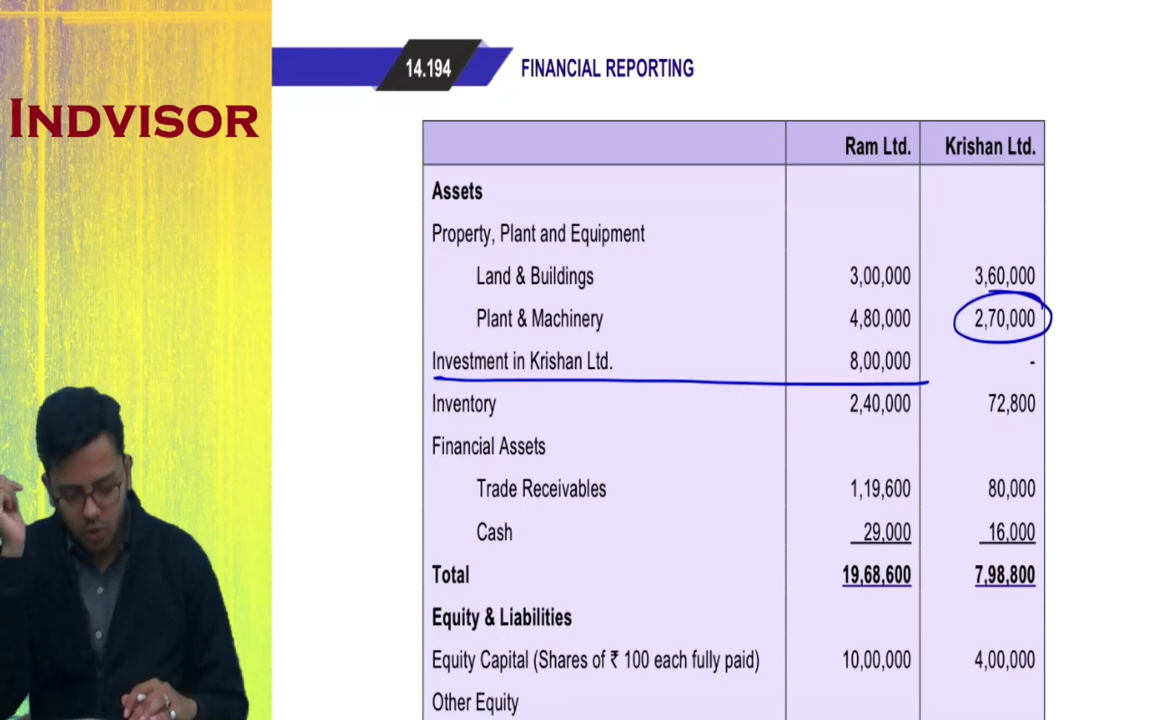 INDVISOR
14.194 FINANCIAL REPORTING
Ram Ltd. Krishan Ltd.
Assets
Property, Plant and Equipment
Land & Buildings 3,00,000 3,60,000
Plant & Machinery 4,80,000 2,70,000
Investment in Krishan Ltd. 8,00,000 -
Inventory 2,40,000 72,800
Financial Assets
Trade Receivables 1,19,600 80,000
Cash 29,000 16,000
Total 19,68,600 7,98,800
Equity & Liabilities
Equity Capital (Shares of ₹ 100 each fully paid) 10,00,000 4,00,000
Other Equity